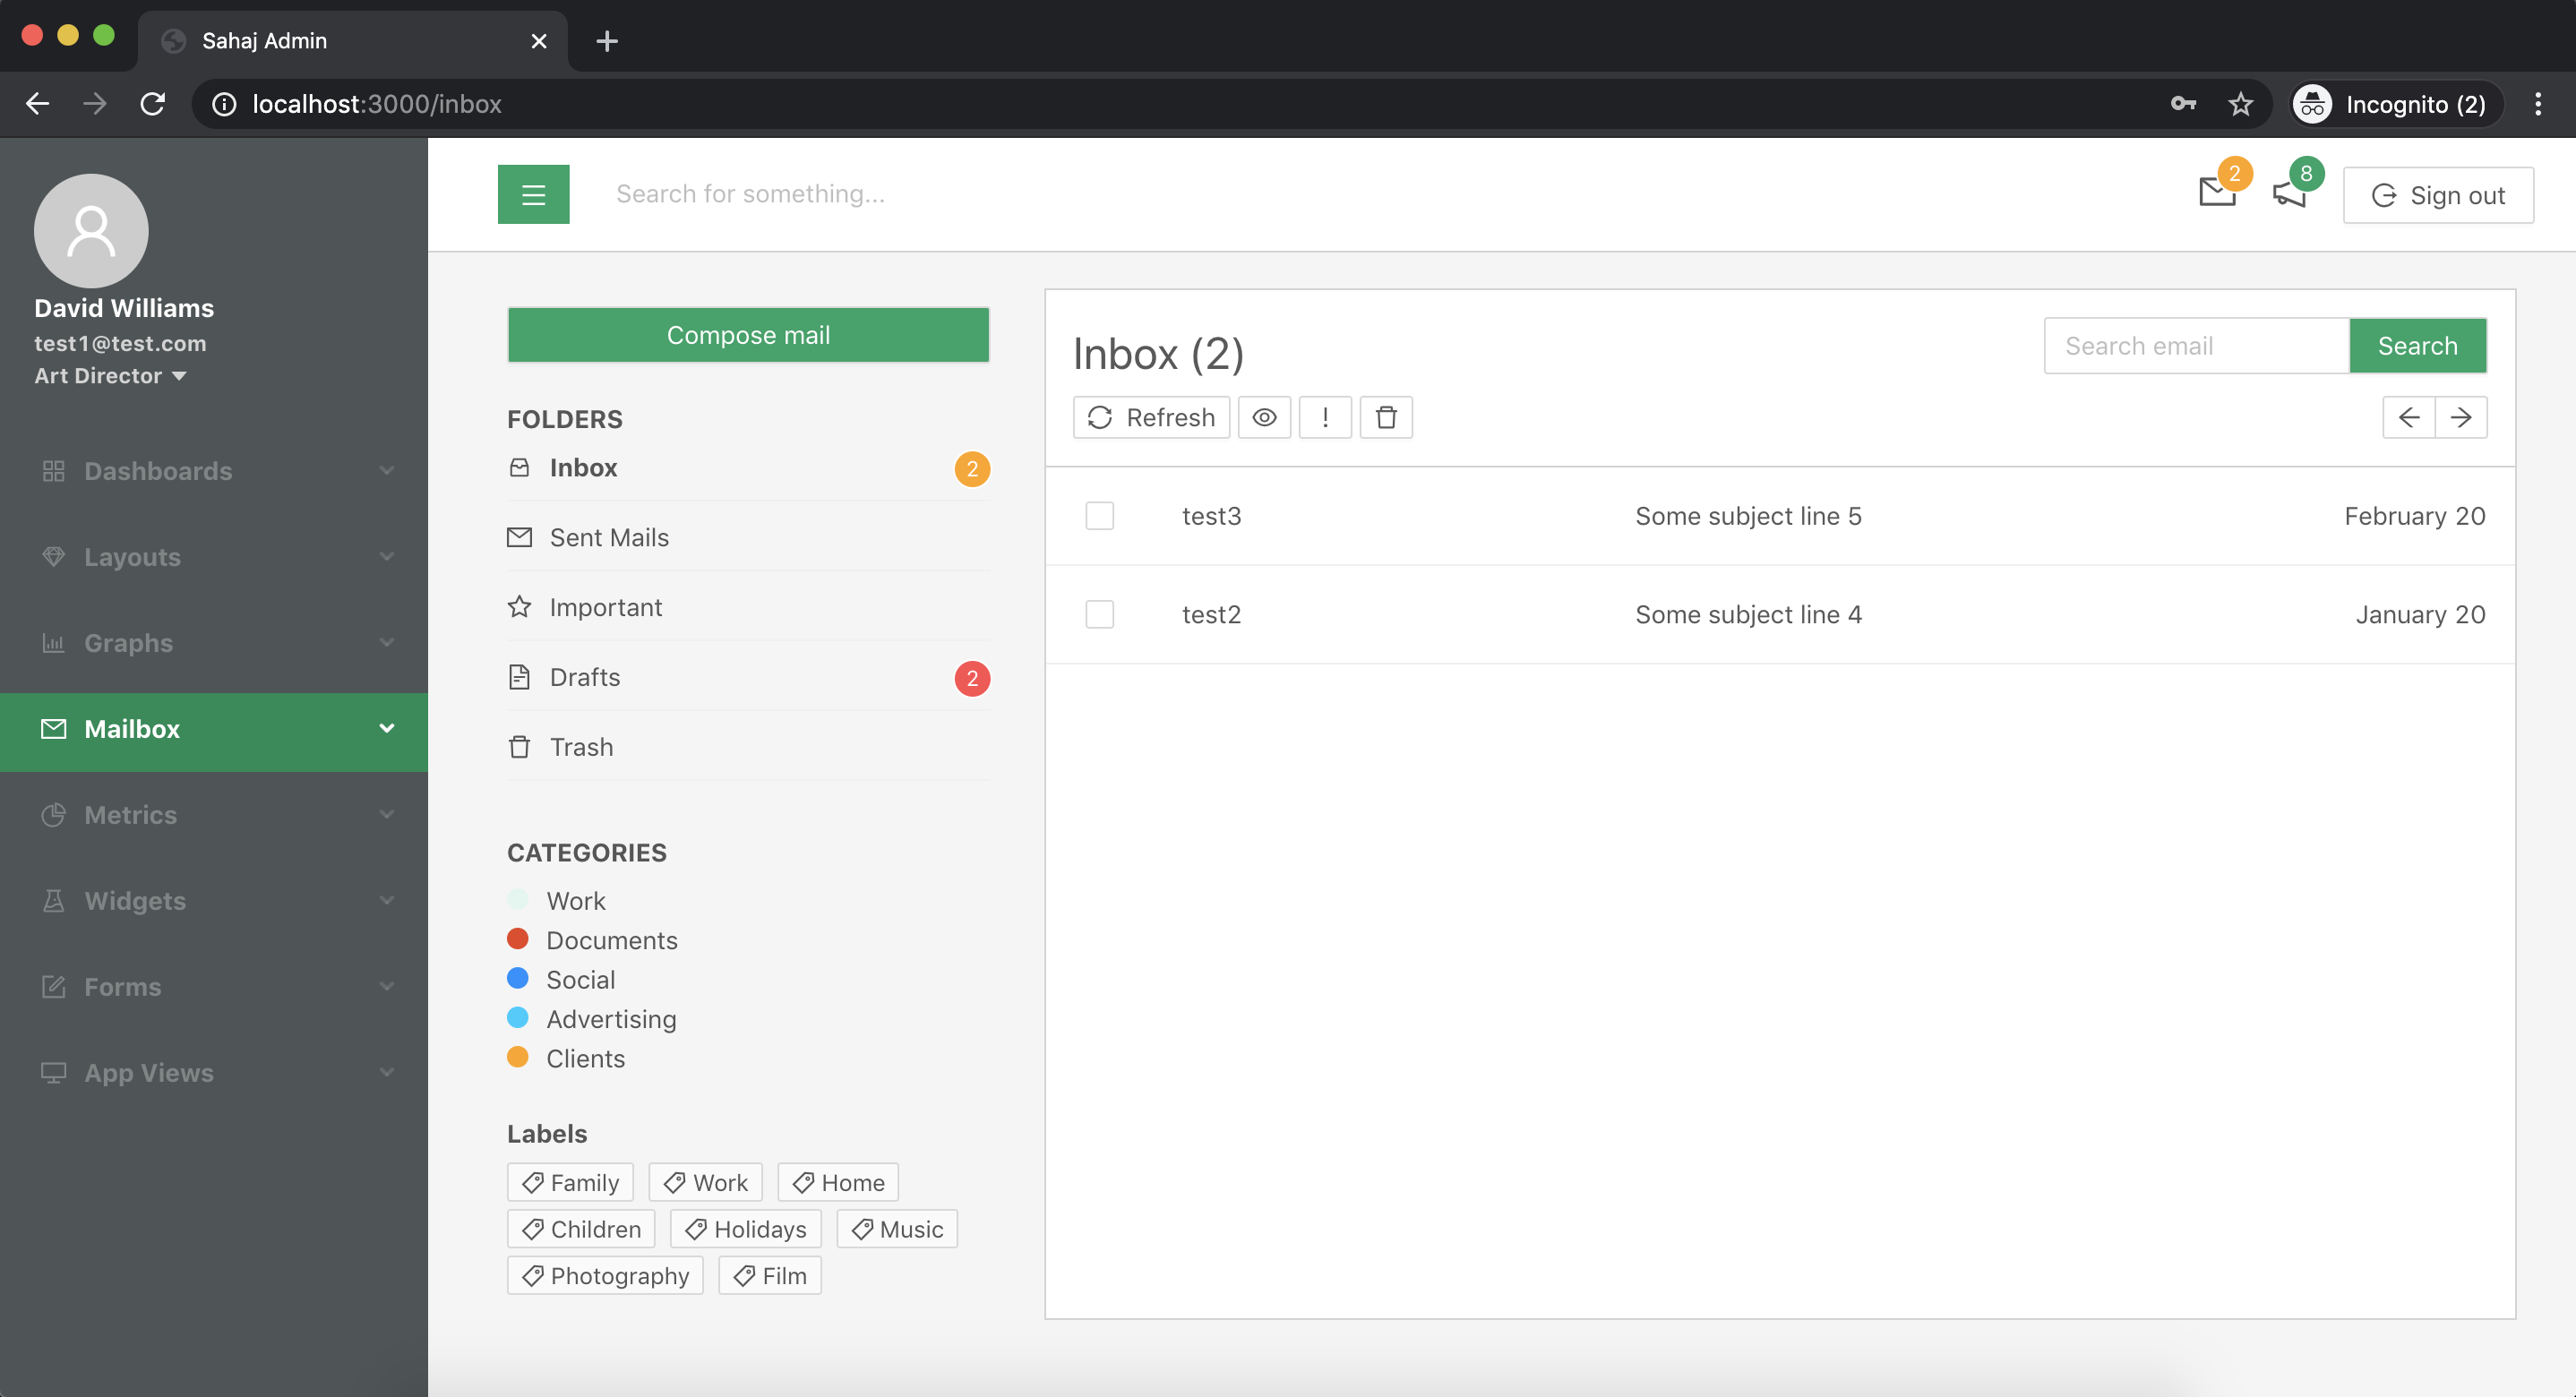 Sahaj Admin
localhost:3000/inbox
Incognito (2)
David Williams
test1@test.com
Art Director
Dashboards
Layouts
Graphs
Mailbox
Metrics
Widgets
Forms
App Views
Search for something...
2
8
Sign out
Compose mail
FOLDERS
Inbox 2
Sent Mails
Important
Drafts 2
Trash
CATEGORIES
Work
Documents
Social
Advertising
Clients
Labels
Family Work Home
Children Holidays Music
Photography Film
Inbox (2)
Search email Search
Refresh !
test3 Some subject line 5 February 20
test2 Some subject line 4 January 20